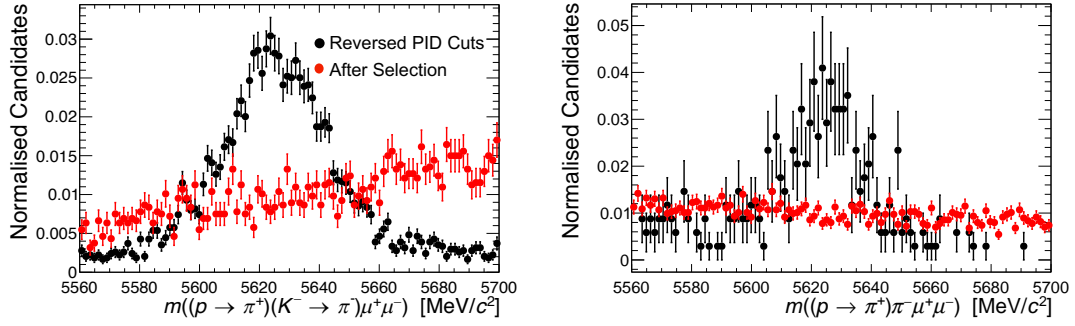 Normalised Candidates
0.03
0.025
0.02
0.015
0.01
0.005
0
Reversed PID Cuts
After Selection
5560 5580 5600 5620 5640 5660 5680 5700
m((p → π⁺)(K⁻ → π⁻)μ⁺μ⁻) [MeV/c²]
Normalised Candidates
0.05
0.04
0.03
0.02
0.01
0
5560 5580 5600 5620 5640 5660 5680 5700
m((p → π⁺)π⁻μ⁺μ⁻) [MeV/c²]